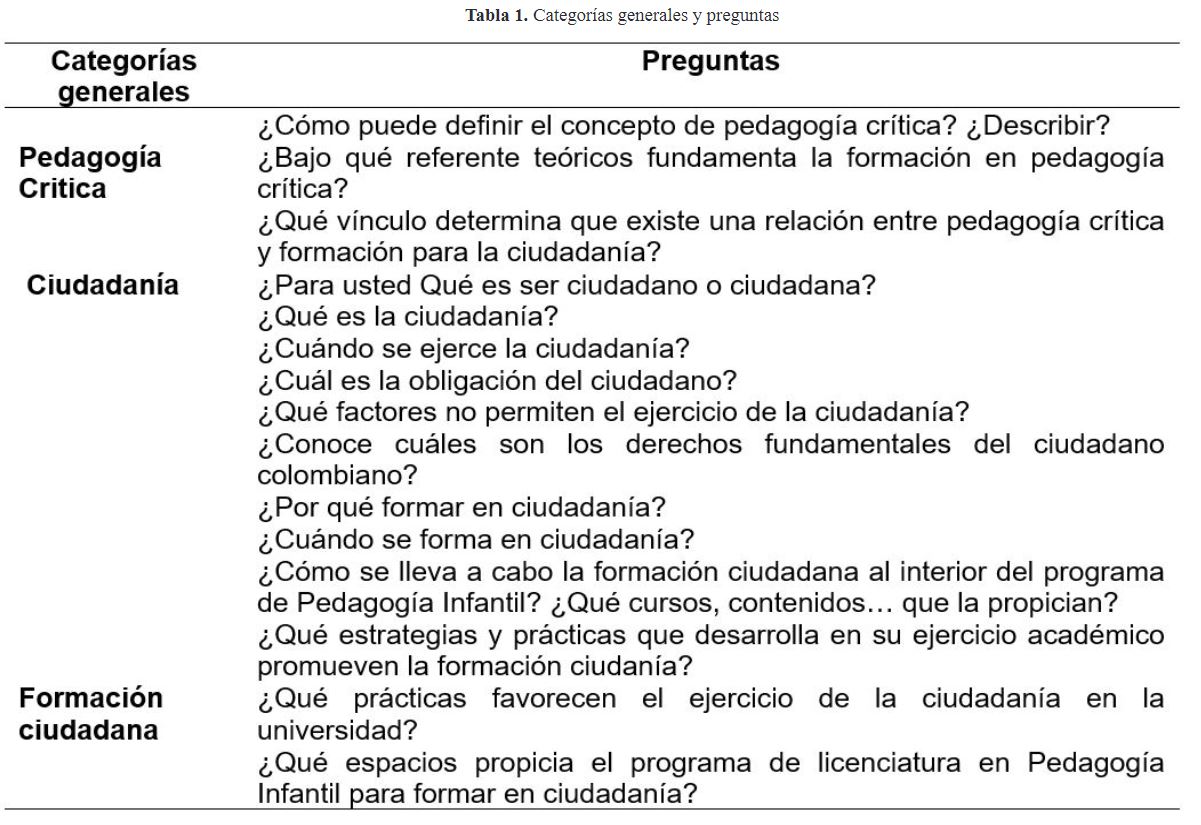 Tabla 1. Categorías generales y preguntas
Categorías generales
Preguntas
¿Cómo puede definir el concepto de pedagogía crítica? ¿Describir?
Pedagogía Critica
¿Bajo qué referente teóricos fundamenta la formación en pedagogía
crítica?
¿Qué vínculo determina que existe una relación entre pedagogía crítica
y formación para la ciudadanía?
Ciudadanía
¿Para usted Qué es ser ciudadano o ciudadana?
¿Qué es la ciudadanía?
¿Cuándo se ejerce la ciudadanía?
¿Cuál es la obligación del ciudadano?
¿Qué factores no permiten el ejercicio de la ciudadanía?
¿Conoce cuáles son los derechos fundamentales del ciudadano
colombiano?
¿Por qué formar en ciudadanía?
¿Cuándo se forma en ciudadanía?
¿Cómo se lleva a cabo la formación ciudadana al interior del programa
de Pedagogía Infantil? ¿Qué cursos, contenidos… que la propician?
¿Qué estrategias y prácticas que desarrolla en su ejercicio académico
promueven la formación ciudanía?
Formación ciudadana
¿Qué prácticas favorecen el ejercicio de la ciudadanía en la
universidad?
¿Qué espacios propicia el programa de licenciatura en Pedagogía
Infantil para formar en ciudadanía?